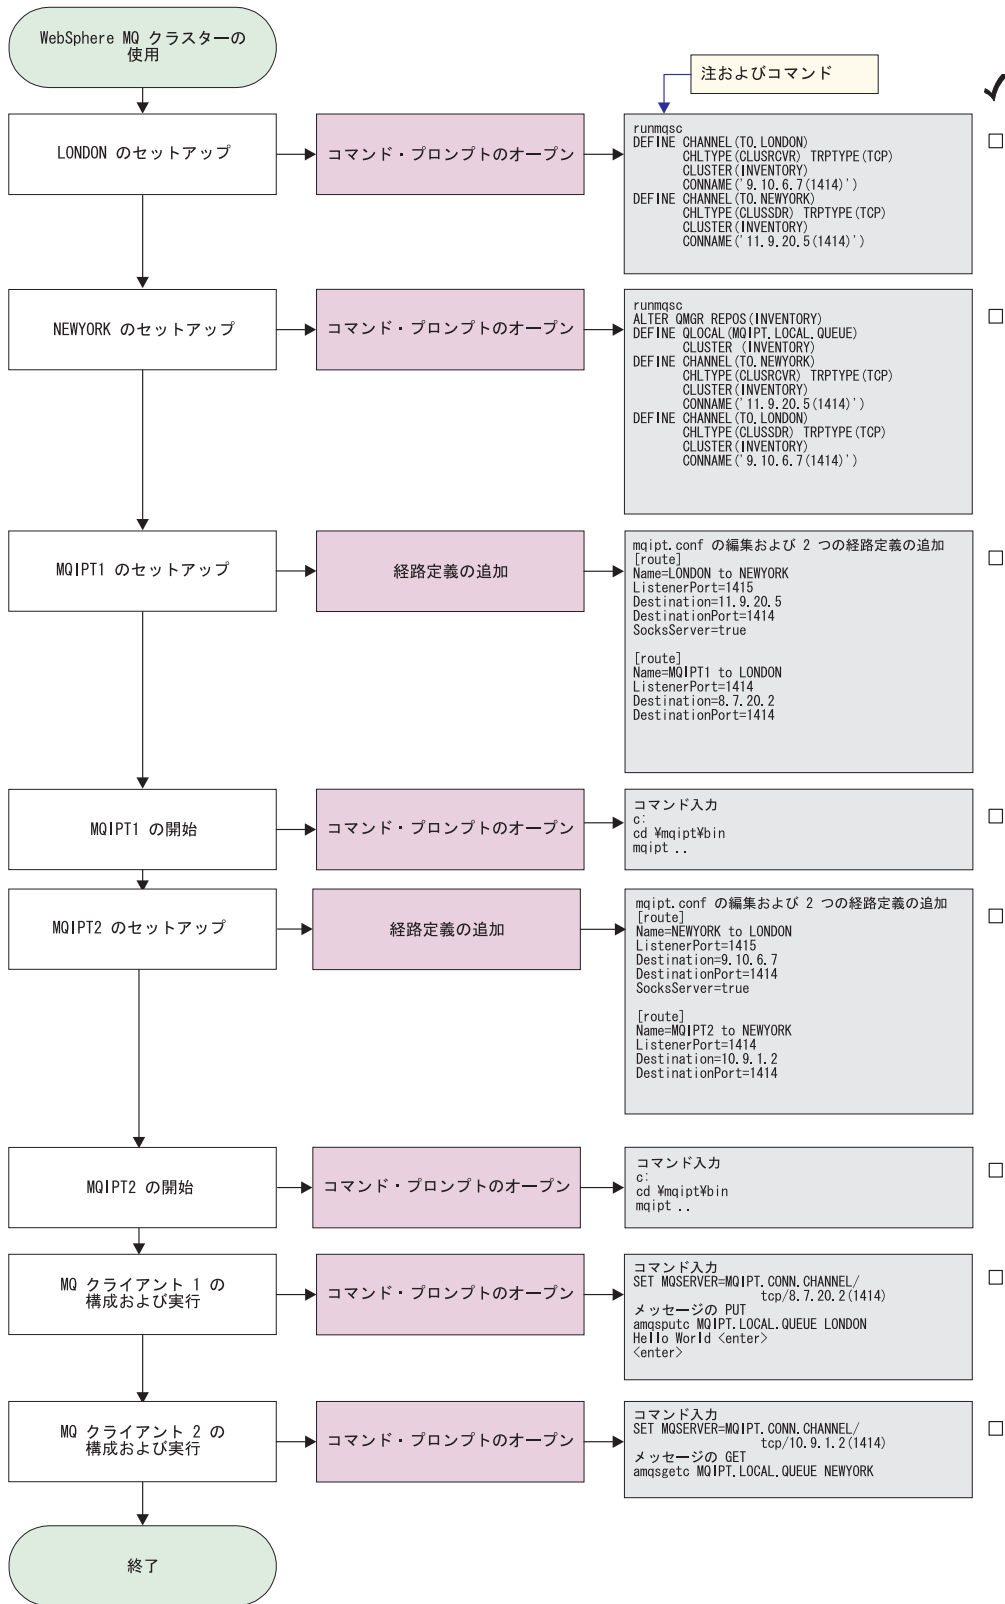 WebSphere MQ クラスターの
使用
注およびコマンド
LONDON のセットアップ
コマンド・プロンプトのオープン
runmqsc
DEFINE CHANNEL(TO.LONDON)
CHLTYPE(CLUSRCVR) TRPTYPE(TCP)
CLUSTER(INVENTORY)
CONNAME('9.10.6.7(1414)')
DEFINE CHANNEL(TO.NEWYORK)
CHLTYPE(CLUSSDR) TRPTYPE(TCP)
CLUSTER(INVENTORY)
CONNAME('11.9.20.5(1414)')
NEWYORK のセットアップ
コマンド・プロンプトのオープン
runmqsc
ALTER QMGR REPOS(INVENTORY)
DEFINE QLOCAL(MQIPT.LOCAL.QUEUE)
CLUSTER (INVENTORY)
DEFINE CHANNEL(TO.NEWYORK)
CHLTYPE(CLUSRCVR) TRPTYPE(TCP)
CLUSTER(INVENTORY)
CONNAME('11.9.20.5(1414)')
DEFINE CHANNEL(TO.LONDON)
CHLTYPE(CLUSSDR) TRPTYPE(TCP)
CLUSTER(INVENTORY)
CONNAME('9.10.6.7(1414)')
MQIPT1 のセットアップ
経路定義の追加
mqipt.conf の編集および 2 つの経路定義の追加
[route]
Name=LONDON to NEWYORK
ListenerPort=1415
Destination=11.9.20.5
DestinationPort=1414
SocksServer=true
[route]
Name=MQIPT1 to LONDON
ListenerPort=1414
Destination=8.7.20.2
DestinationPort=1414
MQIPT1 の開始
コマンド・プロンプトのオープン
コマンド入力
c:
cd ¥mqipt¥bin
mqipt ..
MQIPT2 のセットアップ
経路定義の追加
mqipt.conf の編集および 2 つの経路定義の追加
[route]
Name=NEWYORK to LONDON
ListenerPort=1415
Destination=9.10.6.7
DestinationPort=1414
SocksServer=true
[route]
Name=MQIPT2 to NEWYORK
ListenerPort=1414
Destination=10.9.1.2
DestinationPort=1414
MQIPT2 の開始
コマンド・プロンプトのオープン
コマンド入力
c:
cd ¥mqipt¥bin
mqipt ..
MQ クライアント 1 の
構成および実行
コマンド・プロンプトのオープン
コマンド入力
SET MQSERVER=MQIPT.CONN.CHANNEL/
tcp/8.7.20.2(1414)
メッセージの PUT
amqsputc MQIPT.LOCAL.QUEUE LONDON
Hello World <enter>
<enter>
MQ クライアント 2 の
構成および実行
コマンド・プロンプトのオープン
コマンド入力
SET MQSERVER=MQIPT.CONN.CHANNEL/
tcp/10.9.1.2(1414)
メッセージの GET
amqsgetc MQIPT.LOCAL.QUEUE NEWYORK
終了